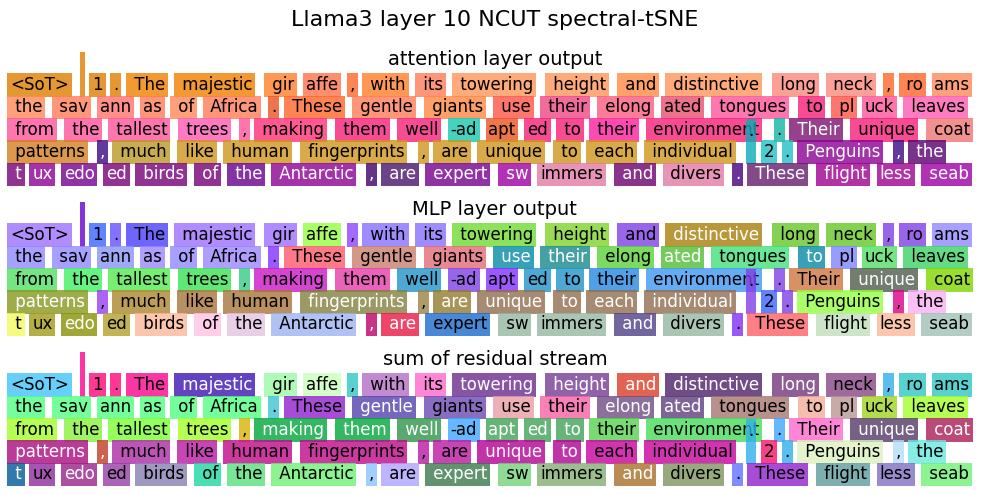 Llama3 layer 10 NCUT spectral-tSNE
attention layer output
<SoT> 1 . The majestic gir affe , with its towering height and distinctive long neck , ro ams
the sav ann as of Africa . These gentle giants use their elong ated tongues to pl uck leaves
from the tallest trees , making them well -ad apt ed to their environment . Their unique coat
patterns , much like human fingerprints , are unique to each individual . 2 . Penguins , the
t ux edo ed birds of the Antarctic , are expert sw immers and divers . These flight less seab
MLP layer output
<SoT> 1 . The majestic gir affe , with its towering height and distinctive long neck , ro ams
the sav ann as of Africa . These gentle giants use their elong ated tongues to pl uck leaves
from the tallest trees , making them well -ad apt ed to their environment . Their unique coat
patterns , much like human fingerprints , are unique to each individual 2 . Penguins , the
t ux edo ed birds of the Antarctic , are expert sw immers and divers . These flight less seab
sum of residual stream
<SoT> 1 . The majestic gir affe , with its towering height and distinctive long neck , ro ams
the sav ann as of Africa . These gentle giants use their elong ated tongues to pl uck leaves
from the tallest trees , making them well -ad apt ed to their environment . Their unique coat
patterns , much like human fingerprints , are unique to each individual 2 . Penguins , the
t ux edo ed birds of the Antarctic , are expert sw immers and divers . These flight less seab